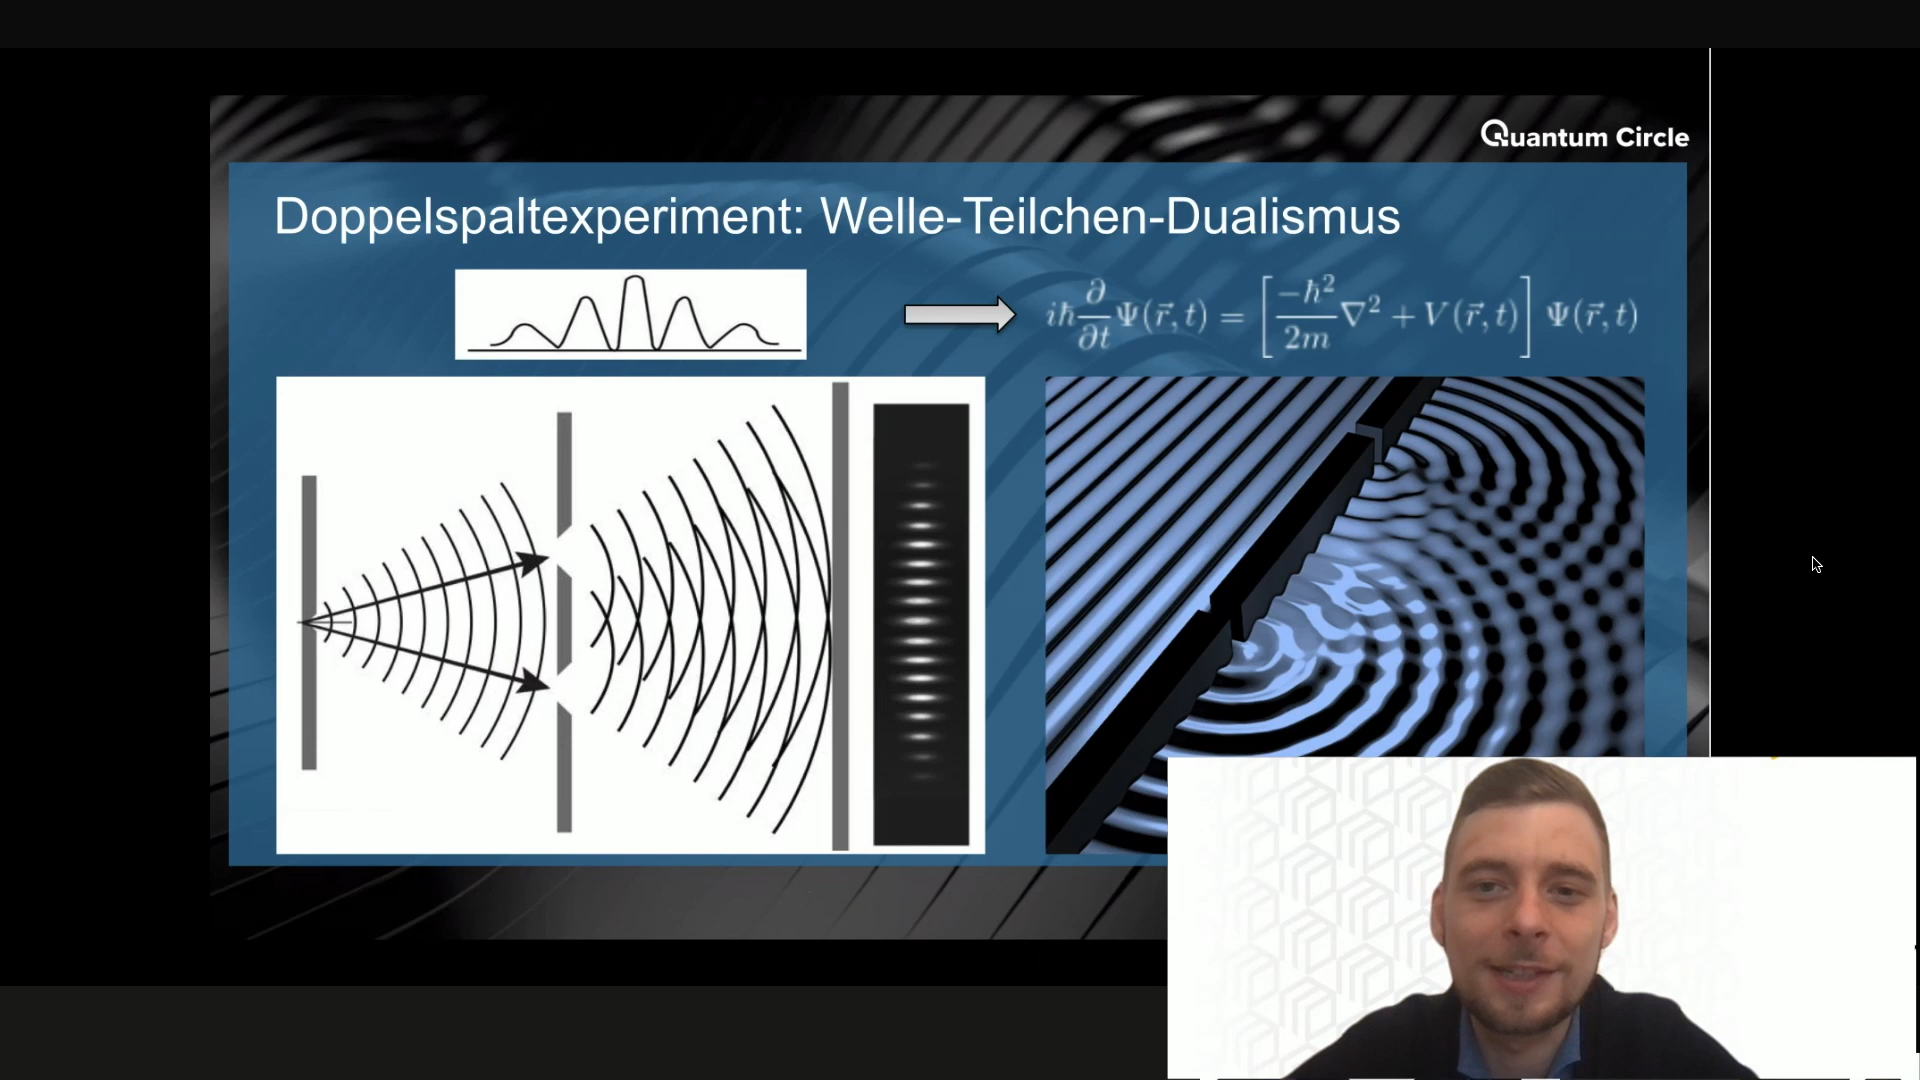 Quantum Circle
Doppelspaltexperiment: Welle-Teilchen-Dualismus
iℏ ∂/∂t Ψ(r⃗, t) = [ −ℏ²/2m ∇² + V(r⃗, t) ] Ψ(r⃗, t)